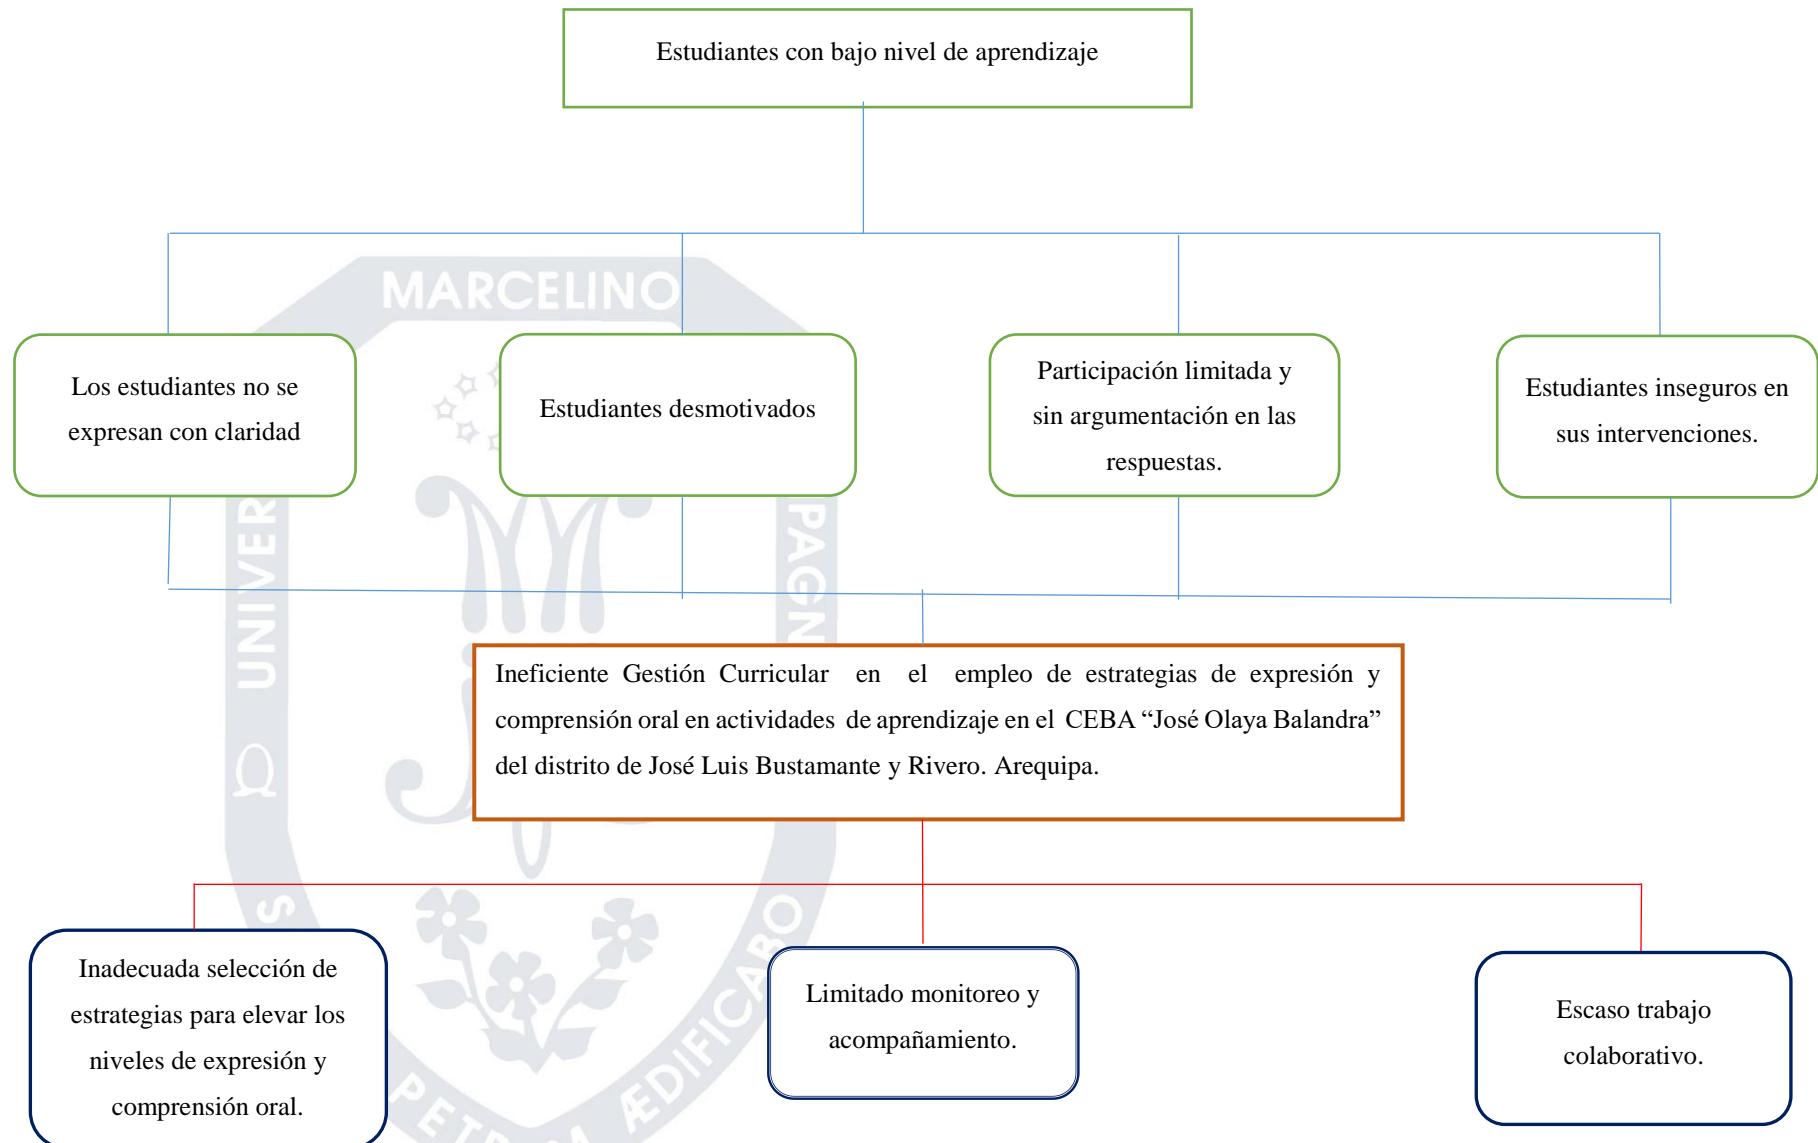 Estudiantes con bajo nivel de aprendizaje
MARCELINO
Los estudiantes no se
expresan con claridad
Estudiantes desmotivados
Participación limitada y
sin argumentación en las
respuestas.
Estudiantes inseguros en
sus intervenciones.
Ineficiente Gestión Curricular en el empleo de estrategias de expresión y
comprensión oral en actividades de aprendizaje en el CEBA “José Olaya Balandra”
del distrito de José Luis Bustamante y Rivero. Arequipa.
Inadecuada selección de
estrategias para elevar los
niveles de expresión y
comprensión oral.
Limitado monitoreo y
acompañamiento.
Escaso trabajo
colaborativo.
ÆDIFICABO